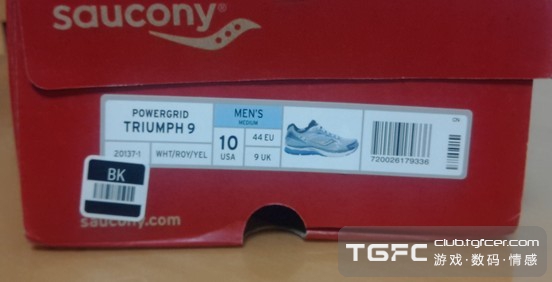 saucony®
POWERGRID
TRIUMPH 9
MEN'S
MEDIUM
20137-1
WHT/ROY/YEL
10
USA
44 EU
9 UK
CN
720026179336
BK
saucony.com
TGFC club.tgfcer.com
游戏·数码·情感